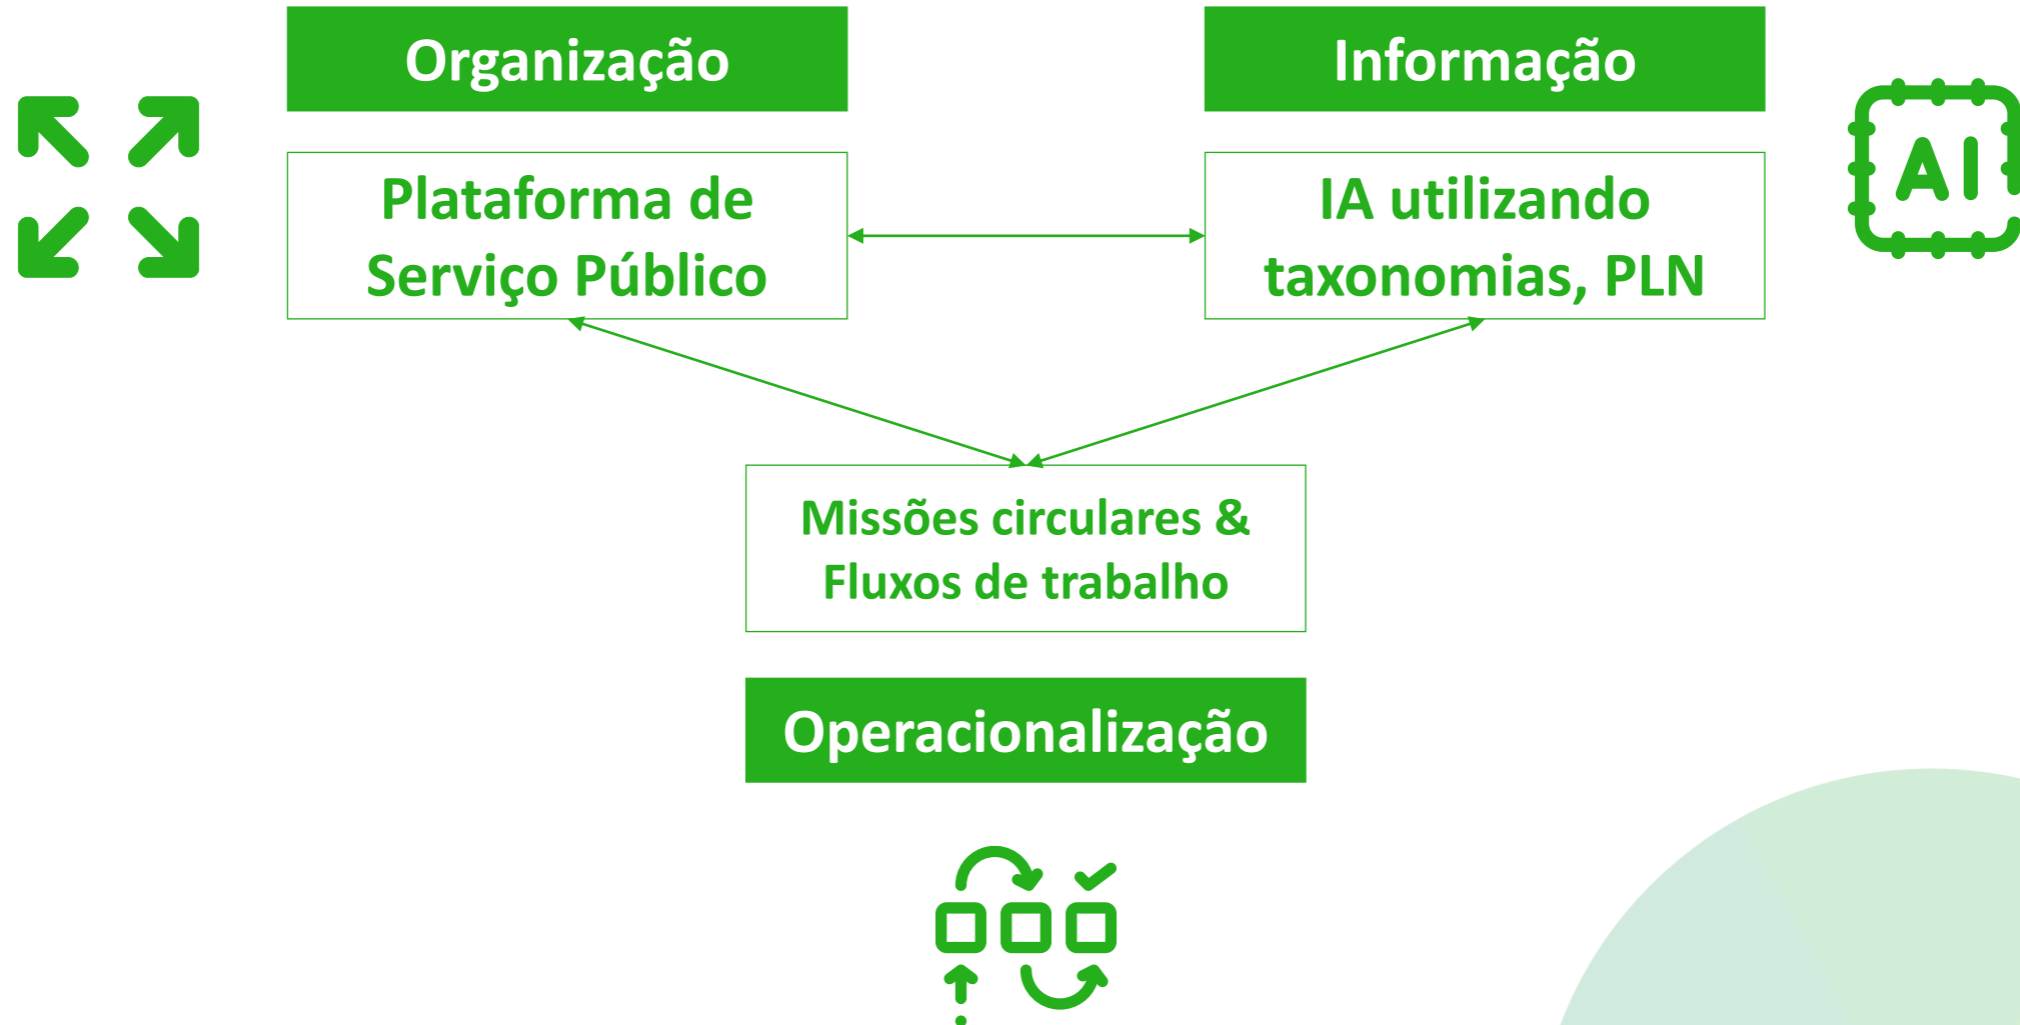 Organização
Informação
Plataforma de
Serviço Público
IA utilizando
taxonomias, PLN
AI
Missões circulares &
Fluxos de trabalho
Operacionalização